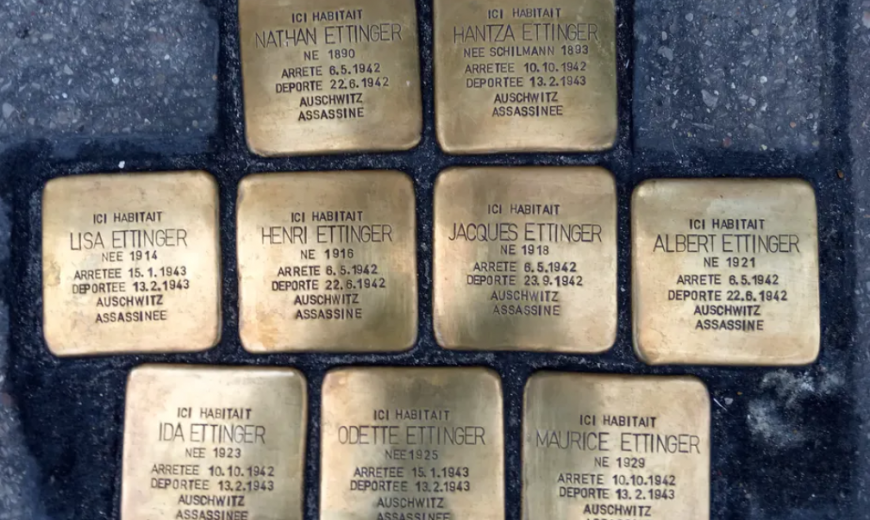 ICI HABITAIT
NATHAN ETTINGER
NE 1890
ARRETE 6.5.1942
DEPORTE 22.6.1942
AUSCHWITZ
ASSASSINE
ICI HABITAIT
HANTZA ETTINGER
NEE SCHILMANN 1893
ARRETEE 10.10.1942
DEPORTEE 13.2.1943
AUSCHWITZ
ASSASSINEE
ICI HABITAIT
LISA ETTINGER
NEE 1914
ARRETEE 15.1.1943
DEPORTEE 13.2.1943
AUSCHWITZ
ASSASSINEE
ICI HABITAIT
HENRI ETTINGER
NE 1916
ARRETE 6.5.1942
DEPORTE 22.6.1942
AUSCHWITZ
ASSASSINE
ICI HABITAIT
JACQUES ETTINGER
NE 1918
ARRETE 6.5.1942
DEPORTE 23.9.1942
AUSCHWITZ
ASSASSINE
ICI HABITAIT
ALBERT ETTINGER
NE 1921
ARRETE 6.5.1942
DEPORTE 22.6.1942
AUSCHWITZ
ASSASSINE
ICI HABITAIT
IDA ETTINGER
NEE 1923
ARRETEE 10.10.1942
DEPORTEE 13.2.1943
AUSCHWITZ
ASSASSINEE
ICI HABITAIT
ODETTE ETTINGER
NEE 1925
ARRETEE 15.1.1943
DEPORTEE 13.2.1943
AUSCHWITZ
ASSASSINEE
ICI HABITAIT
MAURICE ETTINGER
NE 1929
ARRETE 10.10.1942
DEPORTE 13.2.1943
AUSCHWITZ